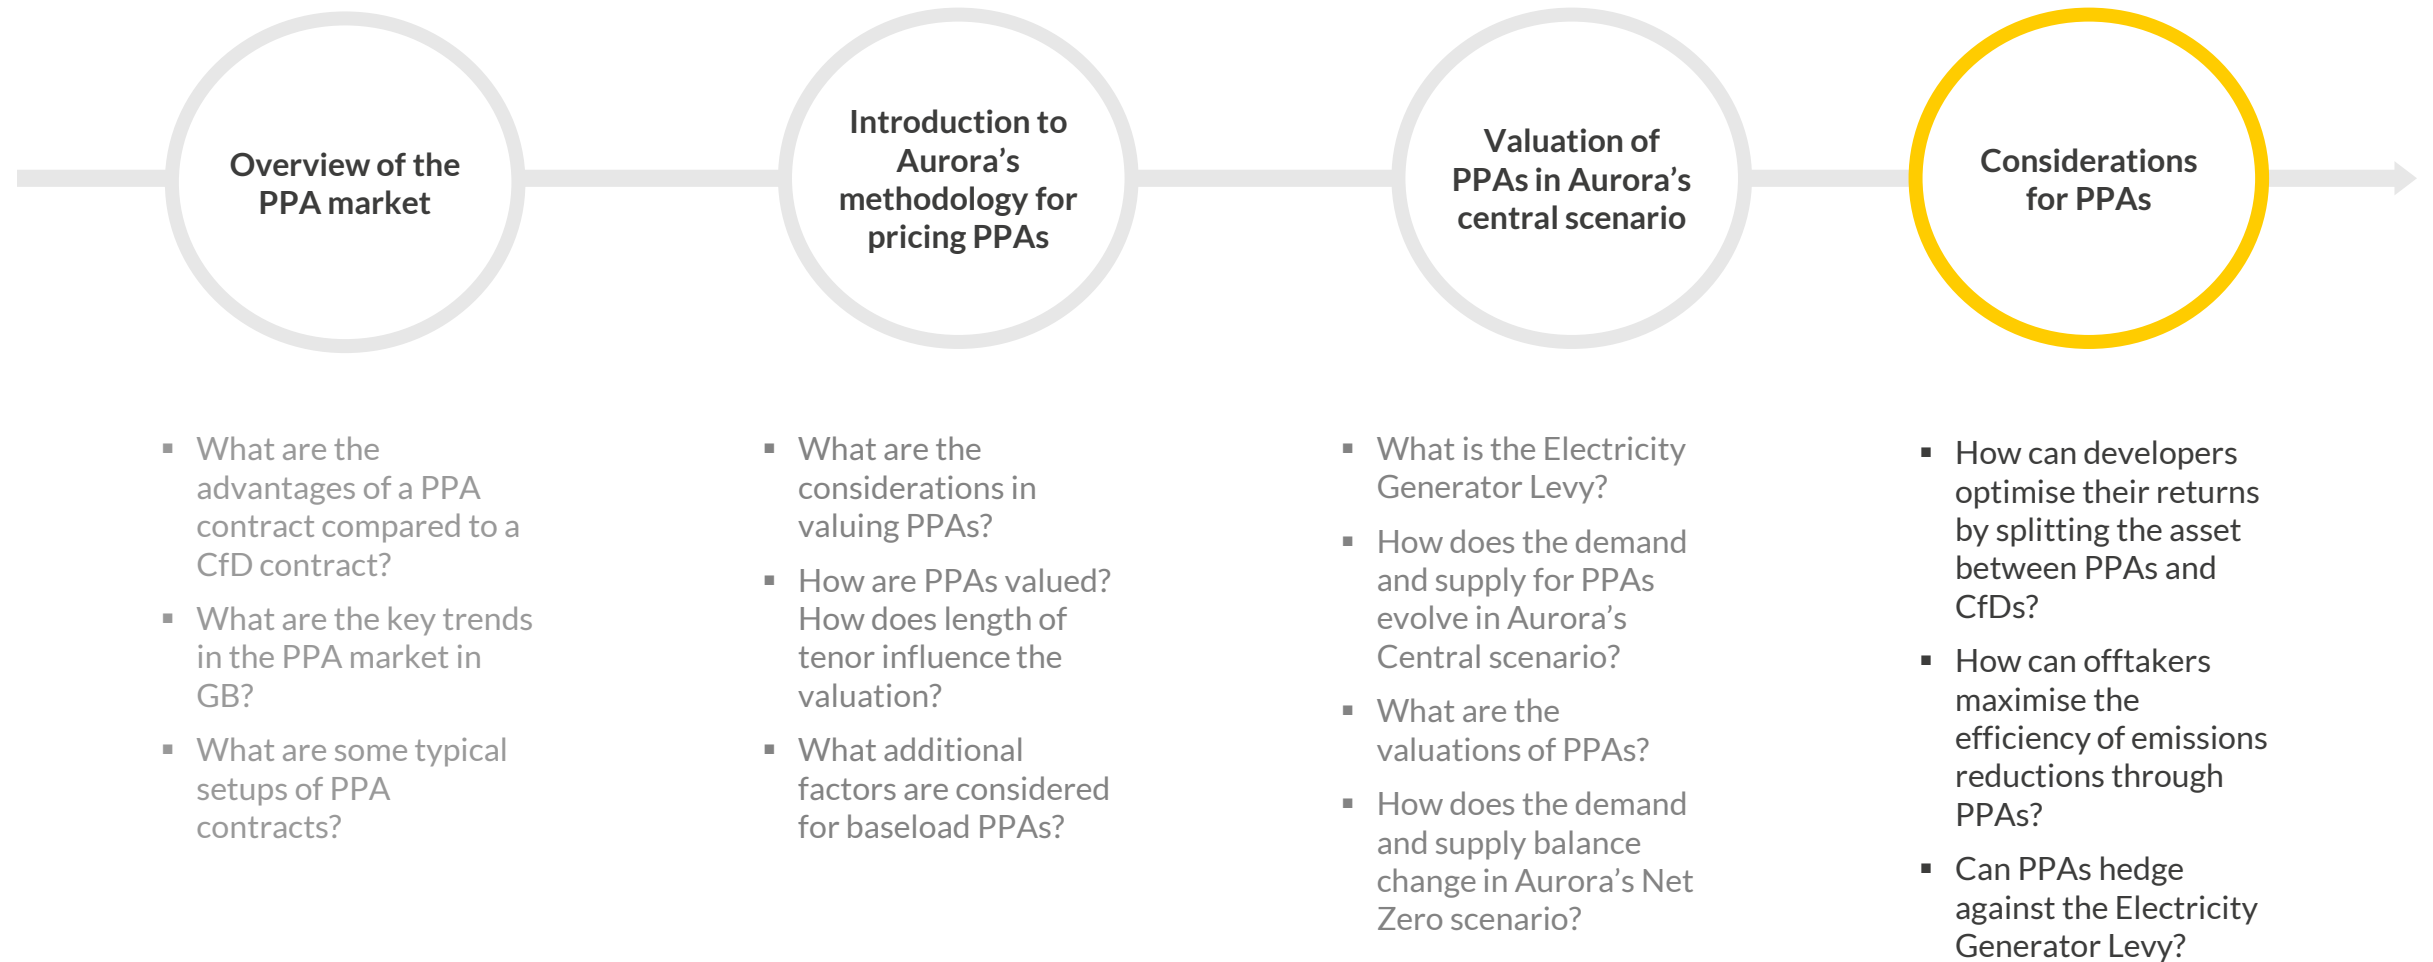 Overview of the
PPA market
Introduction to
Aurora’s
methodology for
pricing PPAs
Valuation of
PPAs in Aurora’s
central scenario
Considerations
for PPAs
▪ What are the
advantages of a PPA
contract compared to a
CfD contract?
▪ What are the key trends
in the PPA market in
GB?
▪ What are some typical
setups of PPA
contracts?
▪ What are the
considerations in
valuing PPAs?
▪ How are PPAs valued?
How does length of
tenor influence the
valuation?
▪ What additional
factors are considered
for baseload PPAs?
▪ What is the Electricity
Generator Levy?
▪ How does the demand
and supply for PPAs
evolve in Aurora’s
Central scenario?
▪ What are the
valuations of PPAs?
▪ How does the demand
and supply balance
change in Aurora’s Net
Zero scenario?
▪ How can developers
optimise their returns
by splitting the asset
between PPAs and
CfDs?
▪ How can offtakers
maximise the
efficiency of emissions
reductions through
PPAs?
▪ Can PPAs hedge
against the Electricity
Generator Levy?